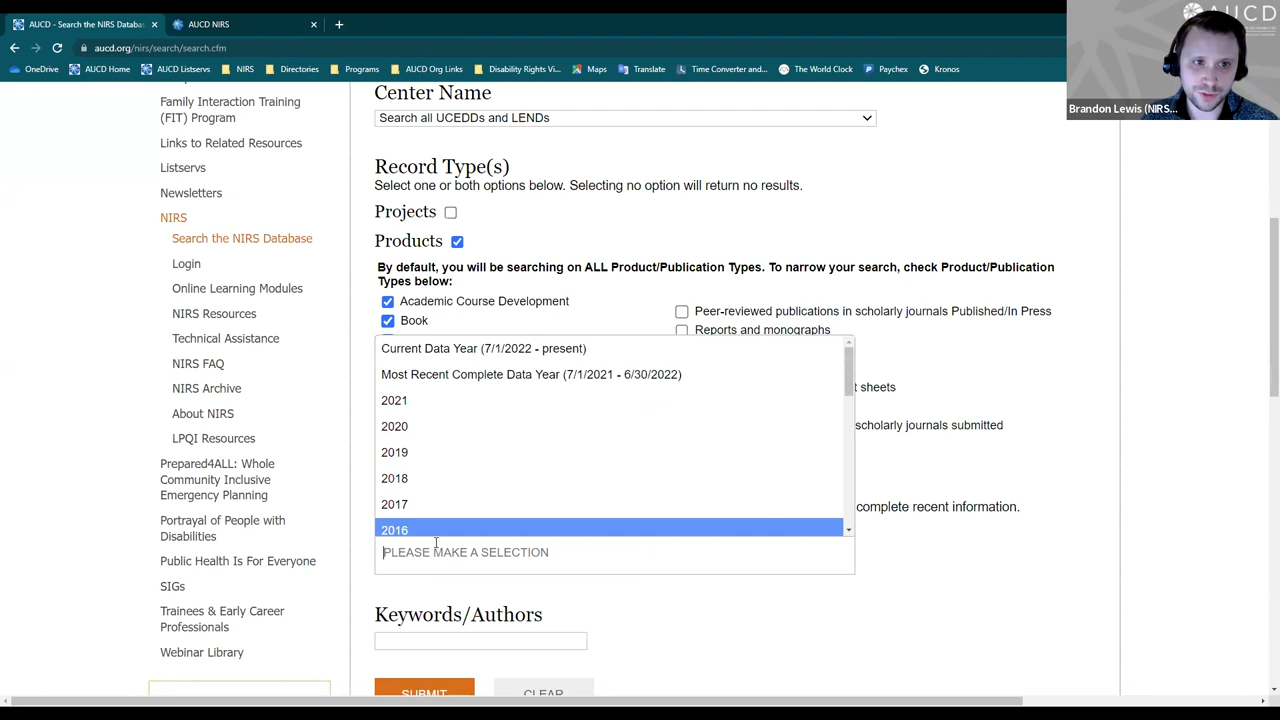 AUCD - Search the NIRS Databas
AUCD NIRS
aucd.org/nirs/search/search.cfm
OneDrive
AUCD Home
AUCD Listservs
NIRS
Directories
Programs
AUCD Org Links
Disability Rights Vi...
Maps
Translate
Time Converter and...
The World Clock
Paychex
Kronos
AUCD
Brandon Lewis (NIRS...
Family Interaction Training
(FIT) Program
Links to Related Resources
Listservs
Newsletters
NIRS
Search the NIRS Database
Login
Online Learning Modules
NIRS Resources
Technical Assistance
NIRS FAQ
NIRS Archive
About NIRS
LPQI Resources
Prepared4ALL: Whole
Community Inclusive
Emergency Planning
Portrayal of People with
Disabilities
Public Health Is For Everyone
SIGs
Trainees & Early Career
Professionals
Webinar Library
Center Name
Search all UCEDDs and LENDs
Record Type(s)
Select one or both options below. Selecting no option will return no results.
Projects
Products
By default, you will be searching on ALL Product/Publication Types. To narrow your search, check Product/Publication
Types below:
Academic Course Development
Book
Peer-reviewed publications in scholarly journals Published/In Press
Reports and monographs
t sheets
scholarly journals submitted
complete recent information.
Current Data Year (7/1/2022 - present)
Most Recent Complete Data Year (7/1/2021 - 6/30/2022)
2021
2020
2019
2018
2017
2016
PLEASE MAKE A SELECTION
Keywords/Authors
SUBMIT
CLEAR